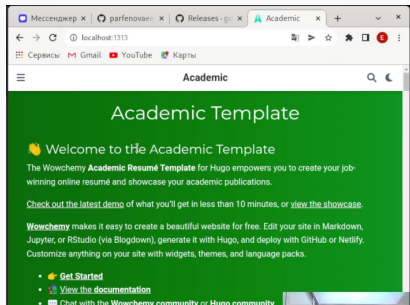 Мессенджер
parfenovaee
Releases · g
Academic
localhost:1313
Сервисы Gmail YouTube Карты
Academic
Academic Template
Welcome to the Academic Template
The Wowchemy Academic Resumé Template for Hugo empowers you to create your job-
winning online resumé and showcase your academic publications.
Check out the latest demo of what you'll get in less than 10 minutes, or view the showcase.
Wowchemy makes it easy to create a beautiful website for free. Edit your site in Markdown,
Jupyter, or RStudio (via Blogdown), generate it with Hugo, and deploy with GitHub or Netlify.
Customize anything on your site with widgets, themes, and language packs.
Get Started
View the documentation
Chat with the Wowchemy community or Hugo community